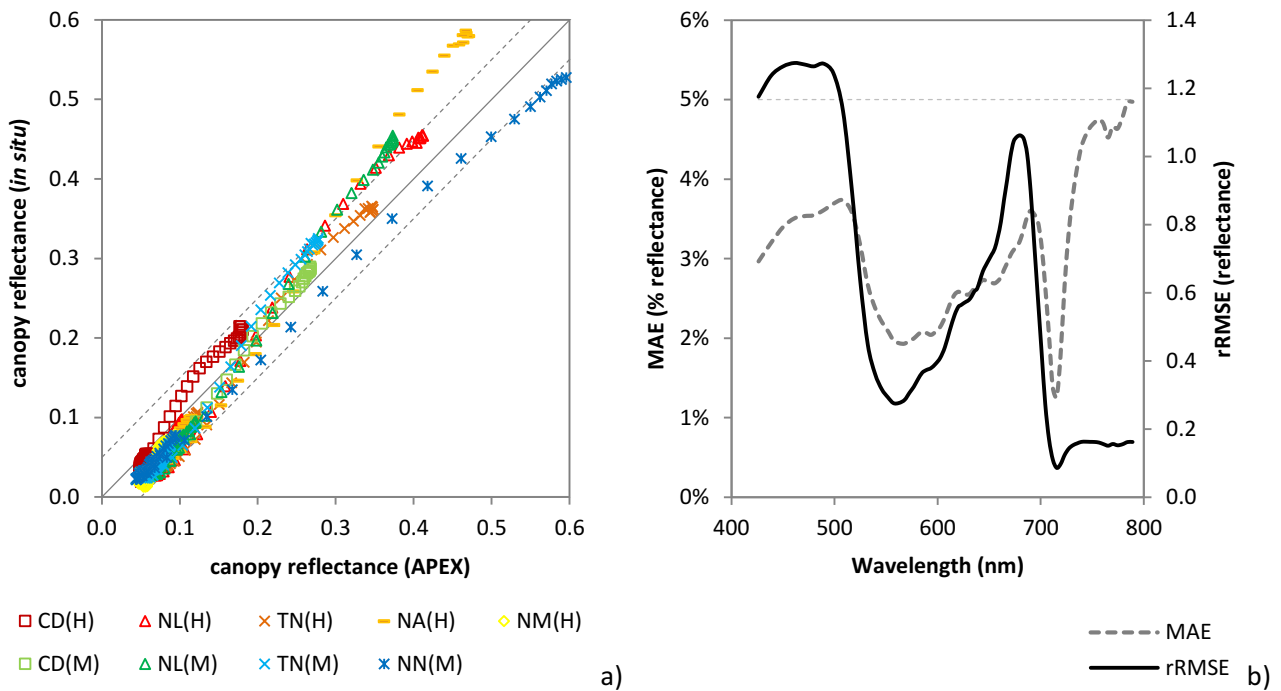 0.6
0.5
0.4
0.3
0.2
0.1
0.0
canopy reflectance (in situ)
0.0 0.1 0.2 0.3 0.4 0.5 0.6
canopy reflectance (APEX)
CD(H) NL(H) TN(H) NA(H) NM(H)
CD(M) NL(M) TN(M) NN(M)
a)
6%
5%
4%
3%
2%
1%
0%
MAE (% reflectance)
1.4
1.2
1.0
0.8
0.6
0.4
0.2
0.0
rRMSE (reflectance)
400 500 600 700 800
Wavelength (nm)
MAE
rRMSE
b)